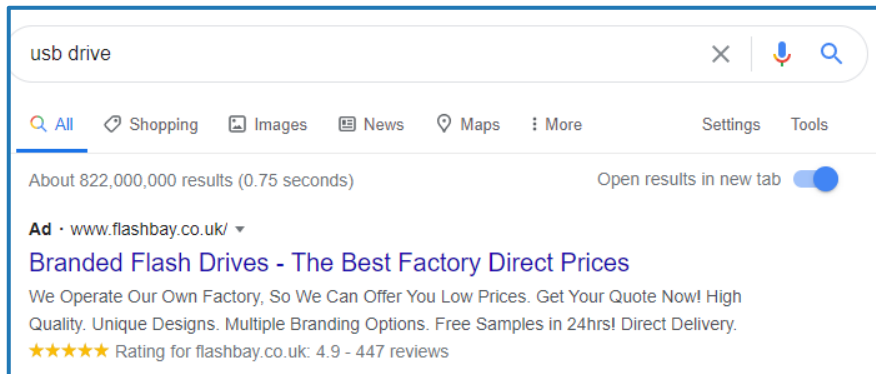 usb drive
All Shopping Images News Maps More Settings Tools
About 822,000,000 results (0.75 seconds) Open results in new tab
Ad · www.flashbay.co.uk/
Branded Flash Drives - The Best Factory Direct Prices
We Operate Our Own Factory, So We Can Offer You Low Prices. Get Your Quote Now! High
Quality. Unique Designs. Multiple Branding Options. Free Samples in 24hrs! Direct Delivery.
Rating for flashbay.co.uk: 4.9 - 447 reviews